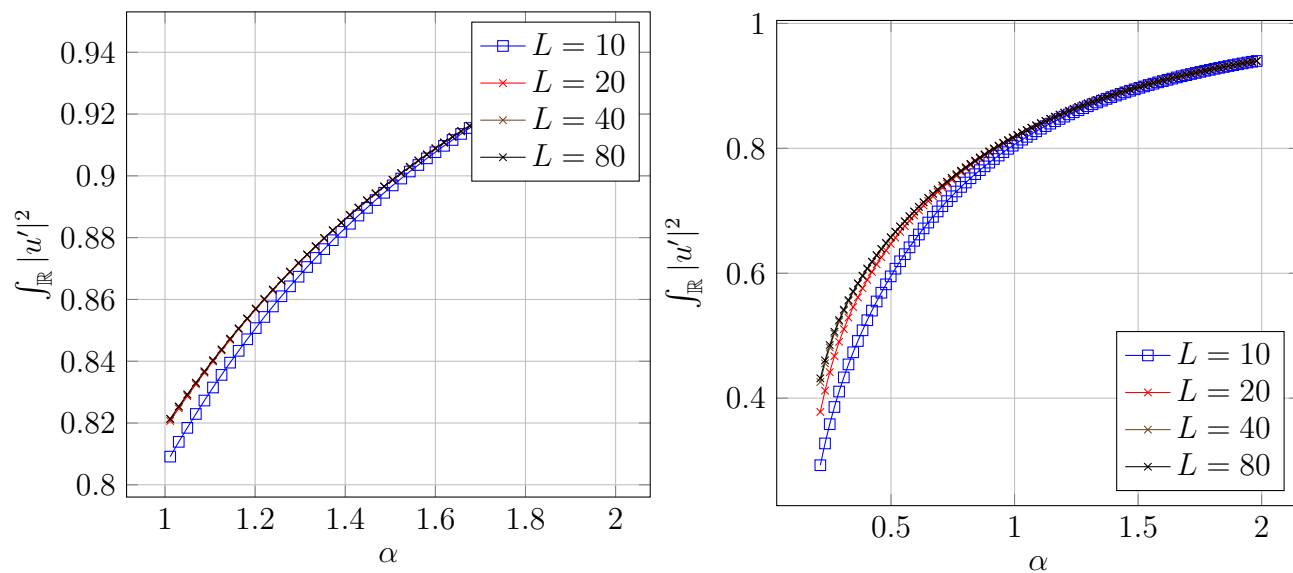 0.94
0.92
0.9
0.88
0.86
0.84
0.82
0.8
1
1.2
1.4
1.6
1.8
2
α
∫ℝ |u′|²
L = 10
L = 20
L = 40
L = 80
1
0.8
0.6
0.4
0.5
1
1.5
2
α
∫ℝ |u′|²
L = 10
L = 20
L = 40
L = 80